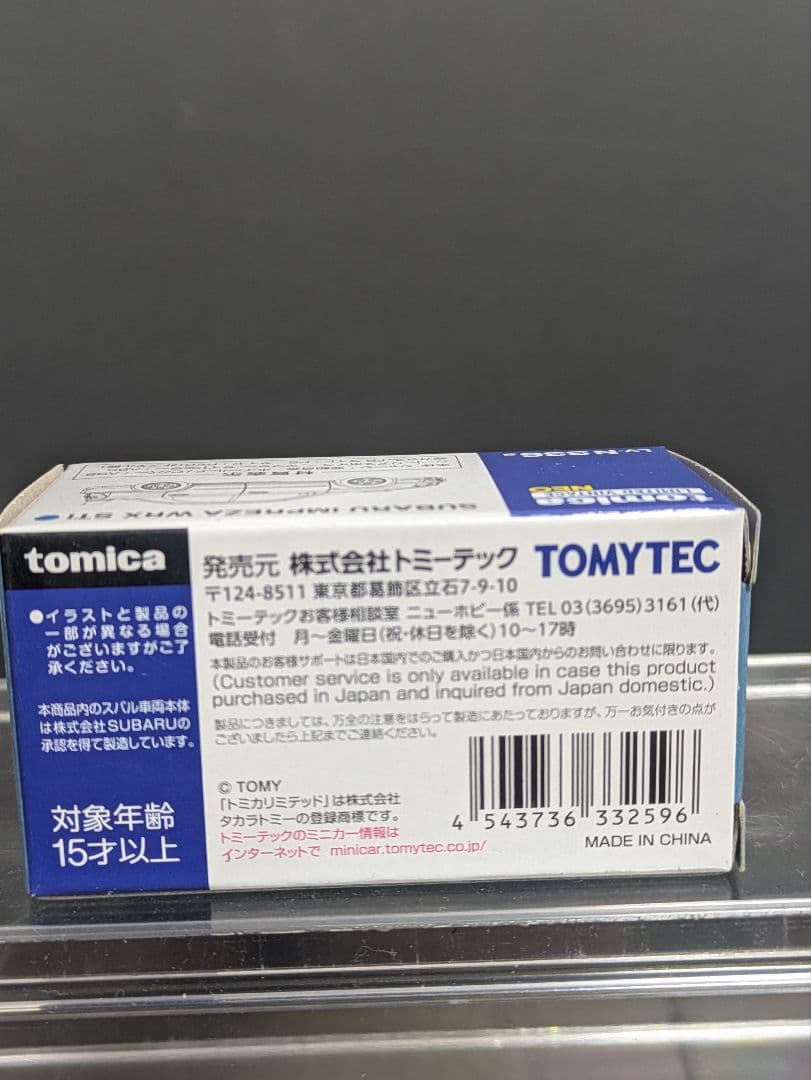 SUBARU IMPREZA WRX STI
材質表示
LV-N
tomica
LIMITED VINTAGE
NEO
tomica
●イラストと製品の
一部が異なる場合
がございますがご了
承ください。
本商品内のスバル車両本体
は株式会社SUBARUの
承認を得て製造しています。
対象年齢
15才以上
発売元 株式会社トミーテック TOMYTEC
〒124-8511 東京都葛飾区立石7-9-10
トミーテックお客様相談室 ニューホビー係 TEL 03(3695)3161(代)
電話受付 月〜金曜日(祝・休日を除く)10〜17時
本製品のお客様サポートは日本国内でのご購入かつ日本国内からのお問い合わせに限ります。
(Customer service is only available in case this product
purchased in Japan and inquired from Japan domestic.)
製品につきましては、万全の注意をはらって製造にあたっておりますが、万一お気付きの点が
ございましたら上記までご連絡ください。
© TOMY
「トミカリミテッド」は株式会社
タカラトミーの登録商標です。
トミーテックのミニカー情報は
インターネットで minicar.tomytec.co.jp/
4 543736 332596
MADE IN CHINA